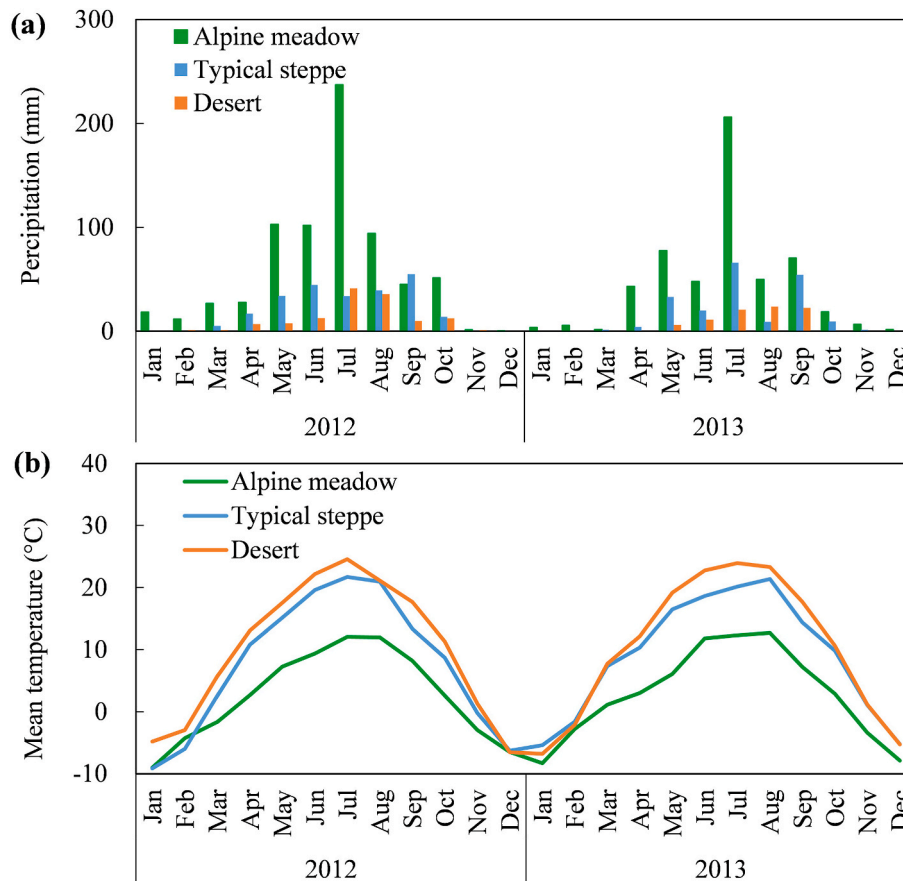 (a)
300
200
100
0
Percipitation (mm)
Alpine meadow
Typical steppe
Desert
Jan Feb Mar Apr May Jun Jul Aug Sep Oct Nov Dec Jan Feb Mar Apr May Jun Jul Aug Sep Oct Nov Dec
2012 2013
(b)
40
30
20
10
0
-10
Mean temperature (°C)
Alpine meadow
Typical steppe
Desert
Jan Feb Mar Apr May Jun Jul Aug Sep Oct Nov Dec Jan Feb Mar Apr May Jun Jul Aug Sep Oct Nov Dec
2012 2013